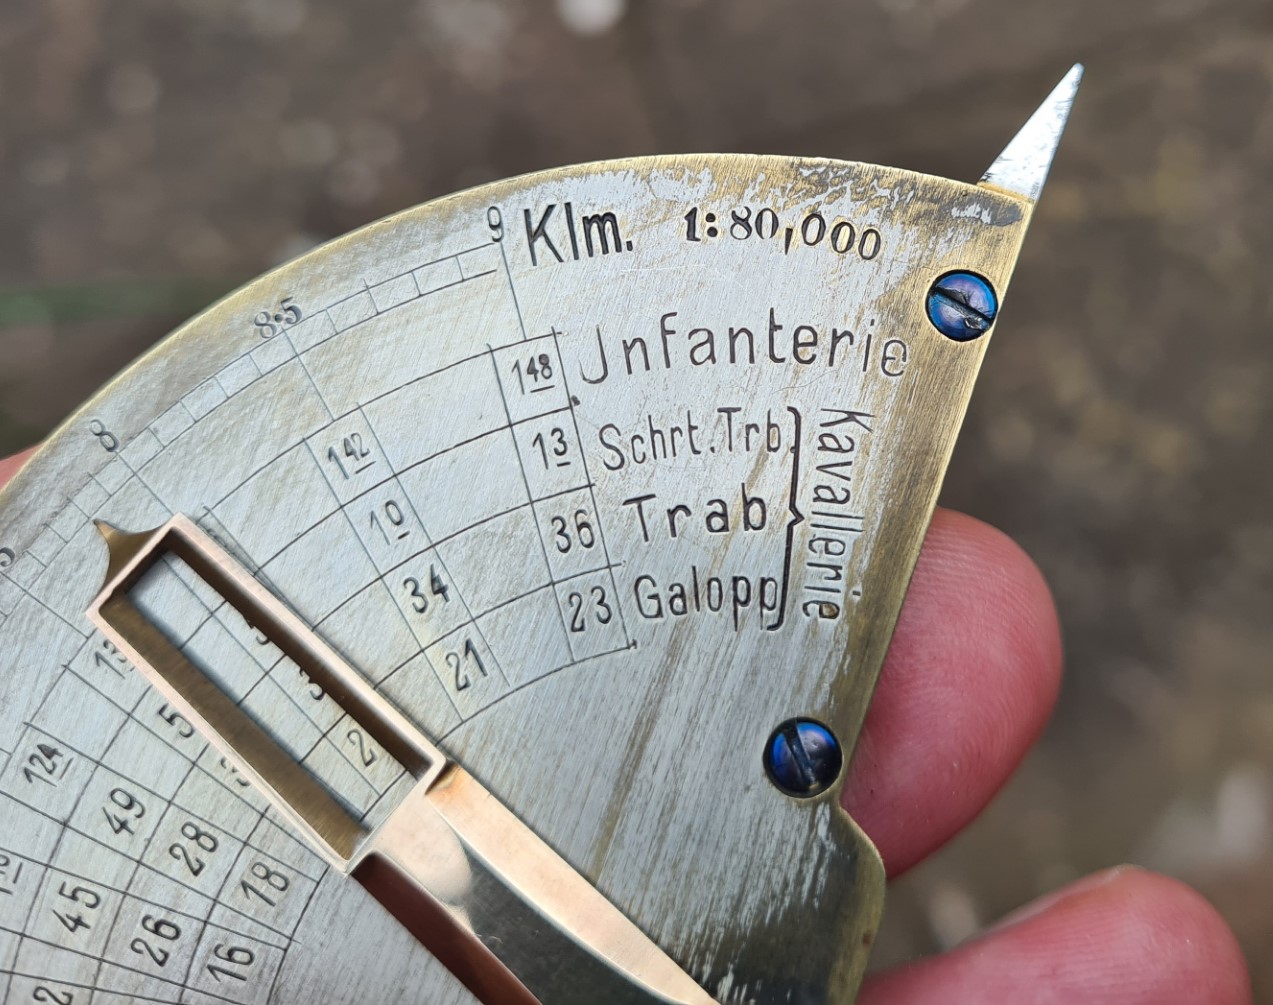 9 Klm. 1:80,000
8·5
8
Jnfanterie
148
142
124
Schrt. Trb.
13
10
49
45
Trab
36
34
28
26
Galopp
23
21
18
16
Kavallerie